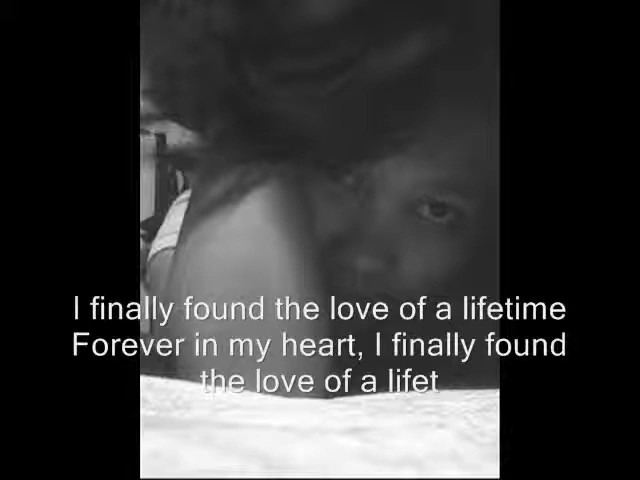 I finally found the love of a lifetime
Forever in my heart, I finally found
the love of a lifet